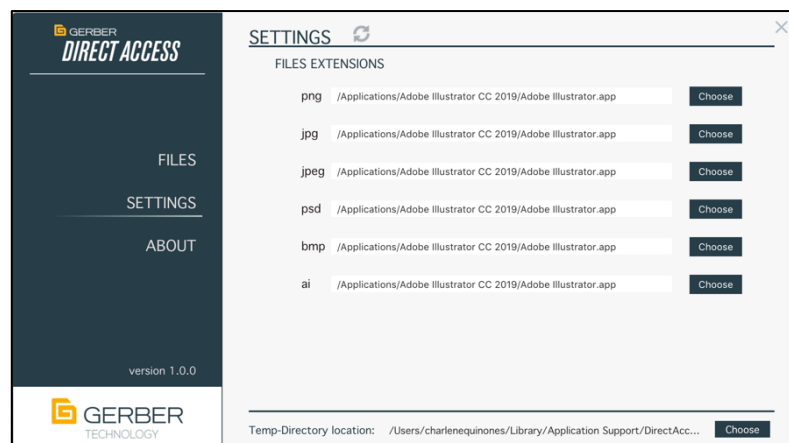 GERBER
DIRECT ACCESS
FILES
SETTINGS
ABOUT
version 1.0.0
GERBER
TECHNOLOGY
SETTINGS
FILES EXTENSIONS
png /Applications/Adobe Illustrator CC 2019/Adobe Illustrator.app Choose
jpg /Applications/Adobe Illustrator CC 2019/Adobe Illustrator.app Choose
jpeg /Applications/Adobe Illustrator CC 2019/Adobe Illustrator.app Choose
psd /Applications/Adobe Illustrator CC 2019/Adobe Illustrator.app Choose
bmp /Applications/Adobe Illustrator CC 2019/Adobe Illustrator.app Choose
ai /Applications/Adobe Illustrator CC 2019/Adobe Illustrator.app Choose
Temp-Directory location: /Users/charlenequinones/Library/Application Support/DirectAcc... Choose